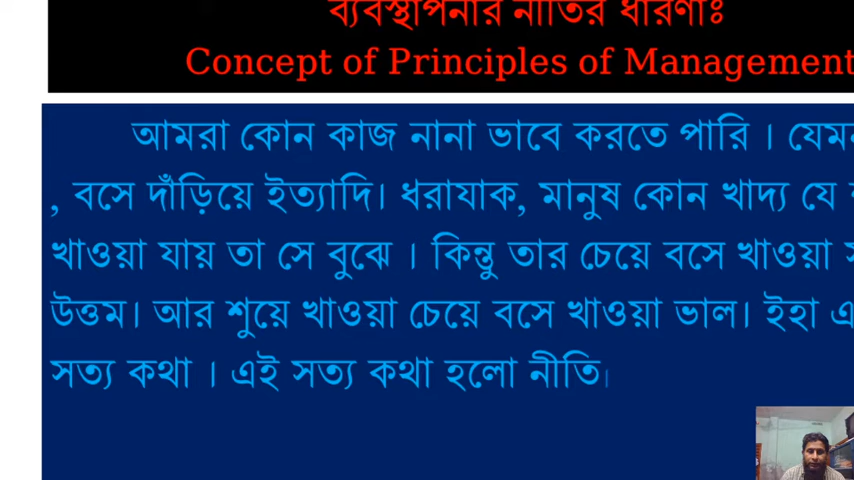 ব্যবস্থাপনার নীতির ধারণাঃ
Concept of Principles of Management
আমরা কোন কাজ নানা ভাবে করতে পারি । যেমন
, বসে দাঁড়িয়ে ইত্যাদি। ধরাযাক, মানুষ কোন খাদ্য যে
খাওয়া যায় তা সে বুঝে । কিন্তু তার চেয়ে বসে খাওয়া
উত্তম। আর শুয়ে খাওয়া চেয়ে বসে খাওয়া ভাল। ইহা
সত্য কথা । এই সত্য কথা হলো নীতি।